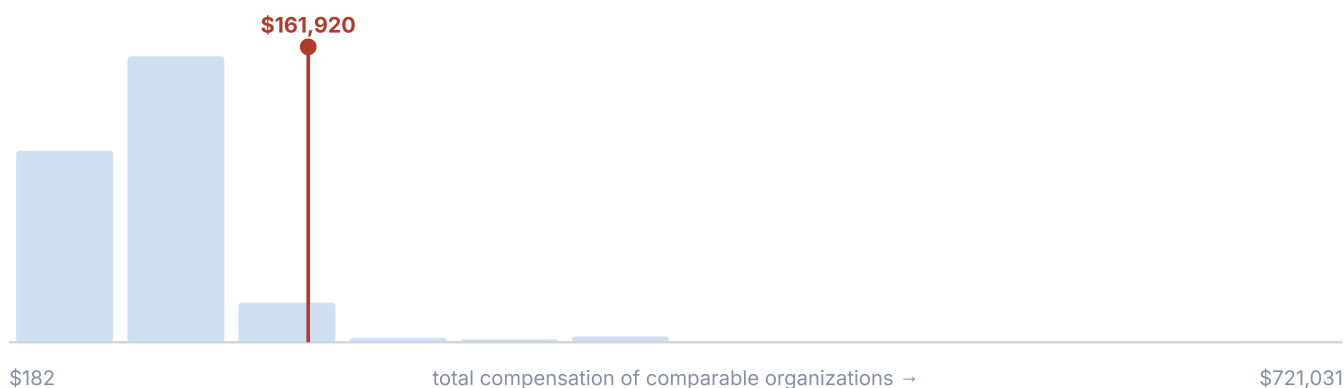 $161,920
$182 total compensation of comparable organizations → $721,031